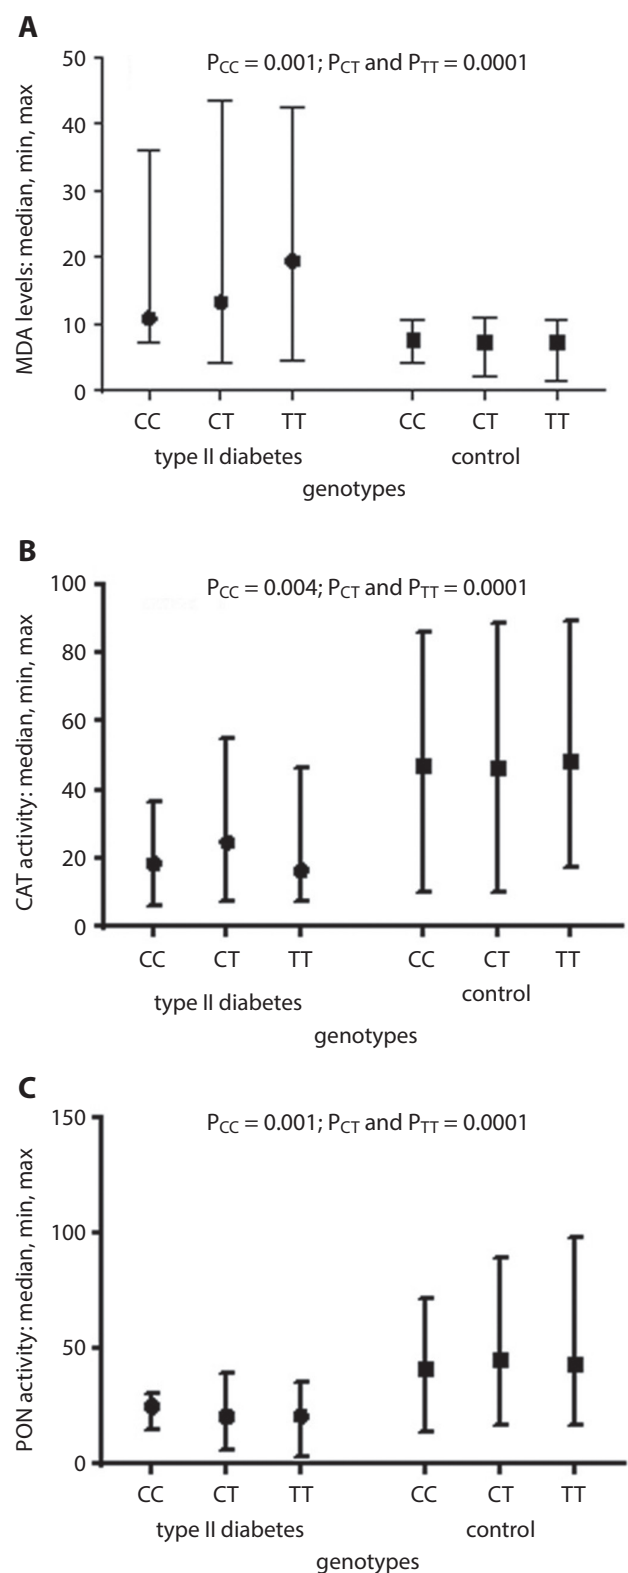 A
P_CC = 0.001; P_CT and P_TT = 0.0001
MDA levels: median, min, max
50
40
30
20
10
0
CC CT TT CC CT TT
type II diabetes control
genotypes
B
P_CC = 0.004; P_CT and P_TT = 0.0001
CAT activity: median, min, max
100
80
60
40
20
0
CC CT TT CC CT TT
type II diabetes control
genotypes
C
P_CC = 0.001; P_CT and P_TT = 0.0001
PON activity: median, min, max
150
100
50
0
CC CT TT CC CT TT
type II diabetes control
genotypes